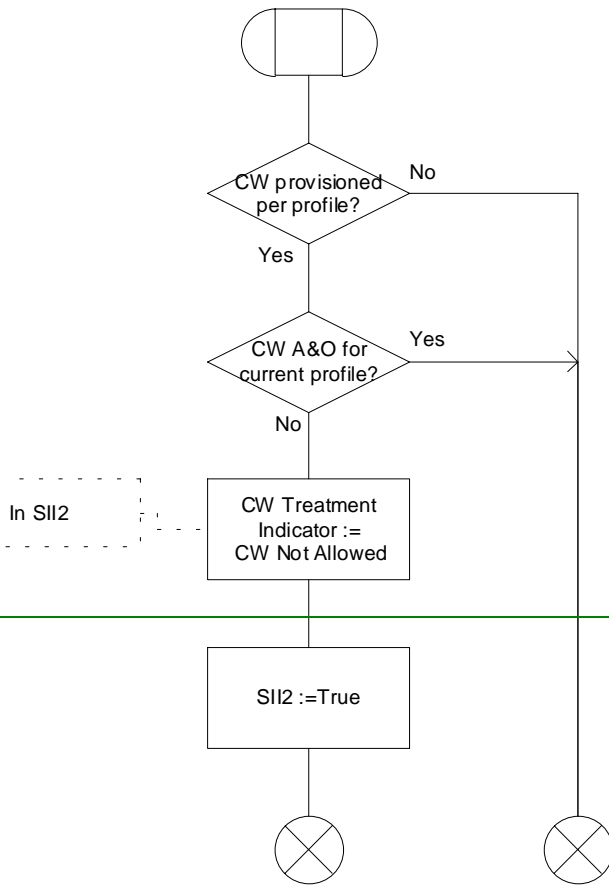 CW provisioned
per profile?
No
Yes
CW A&O for
current profile?
Yes
No
In SII2
CW Treatment
Indicator :=
CW Not Allowed
SII2 :=True